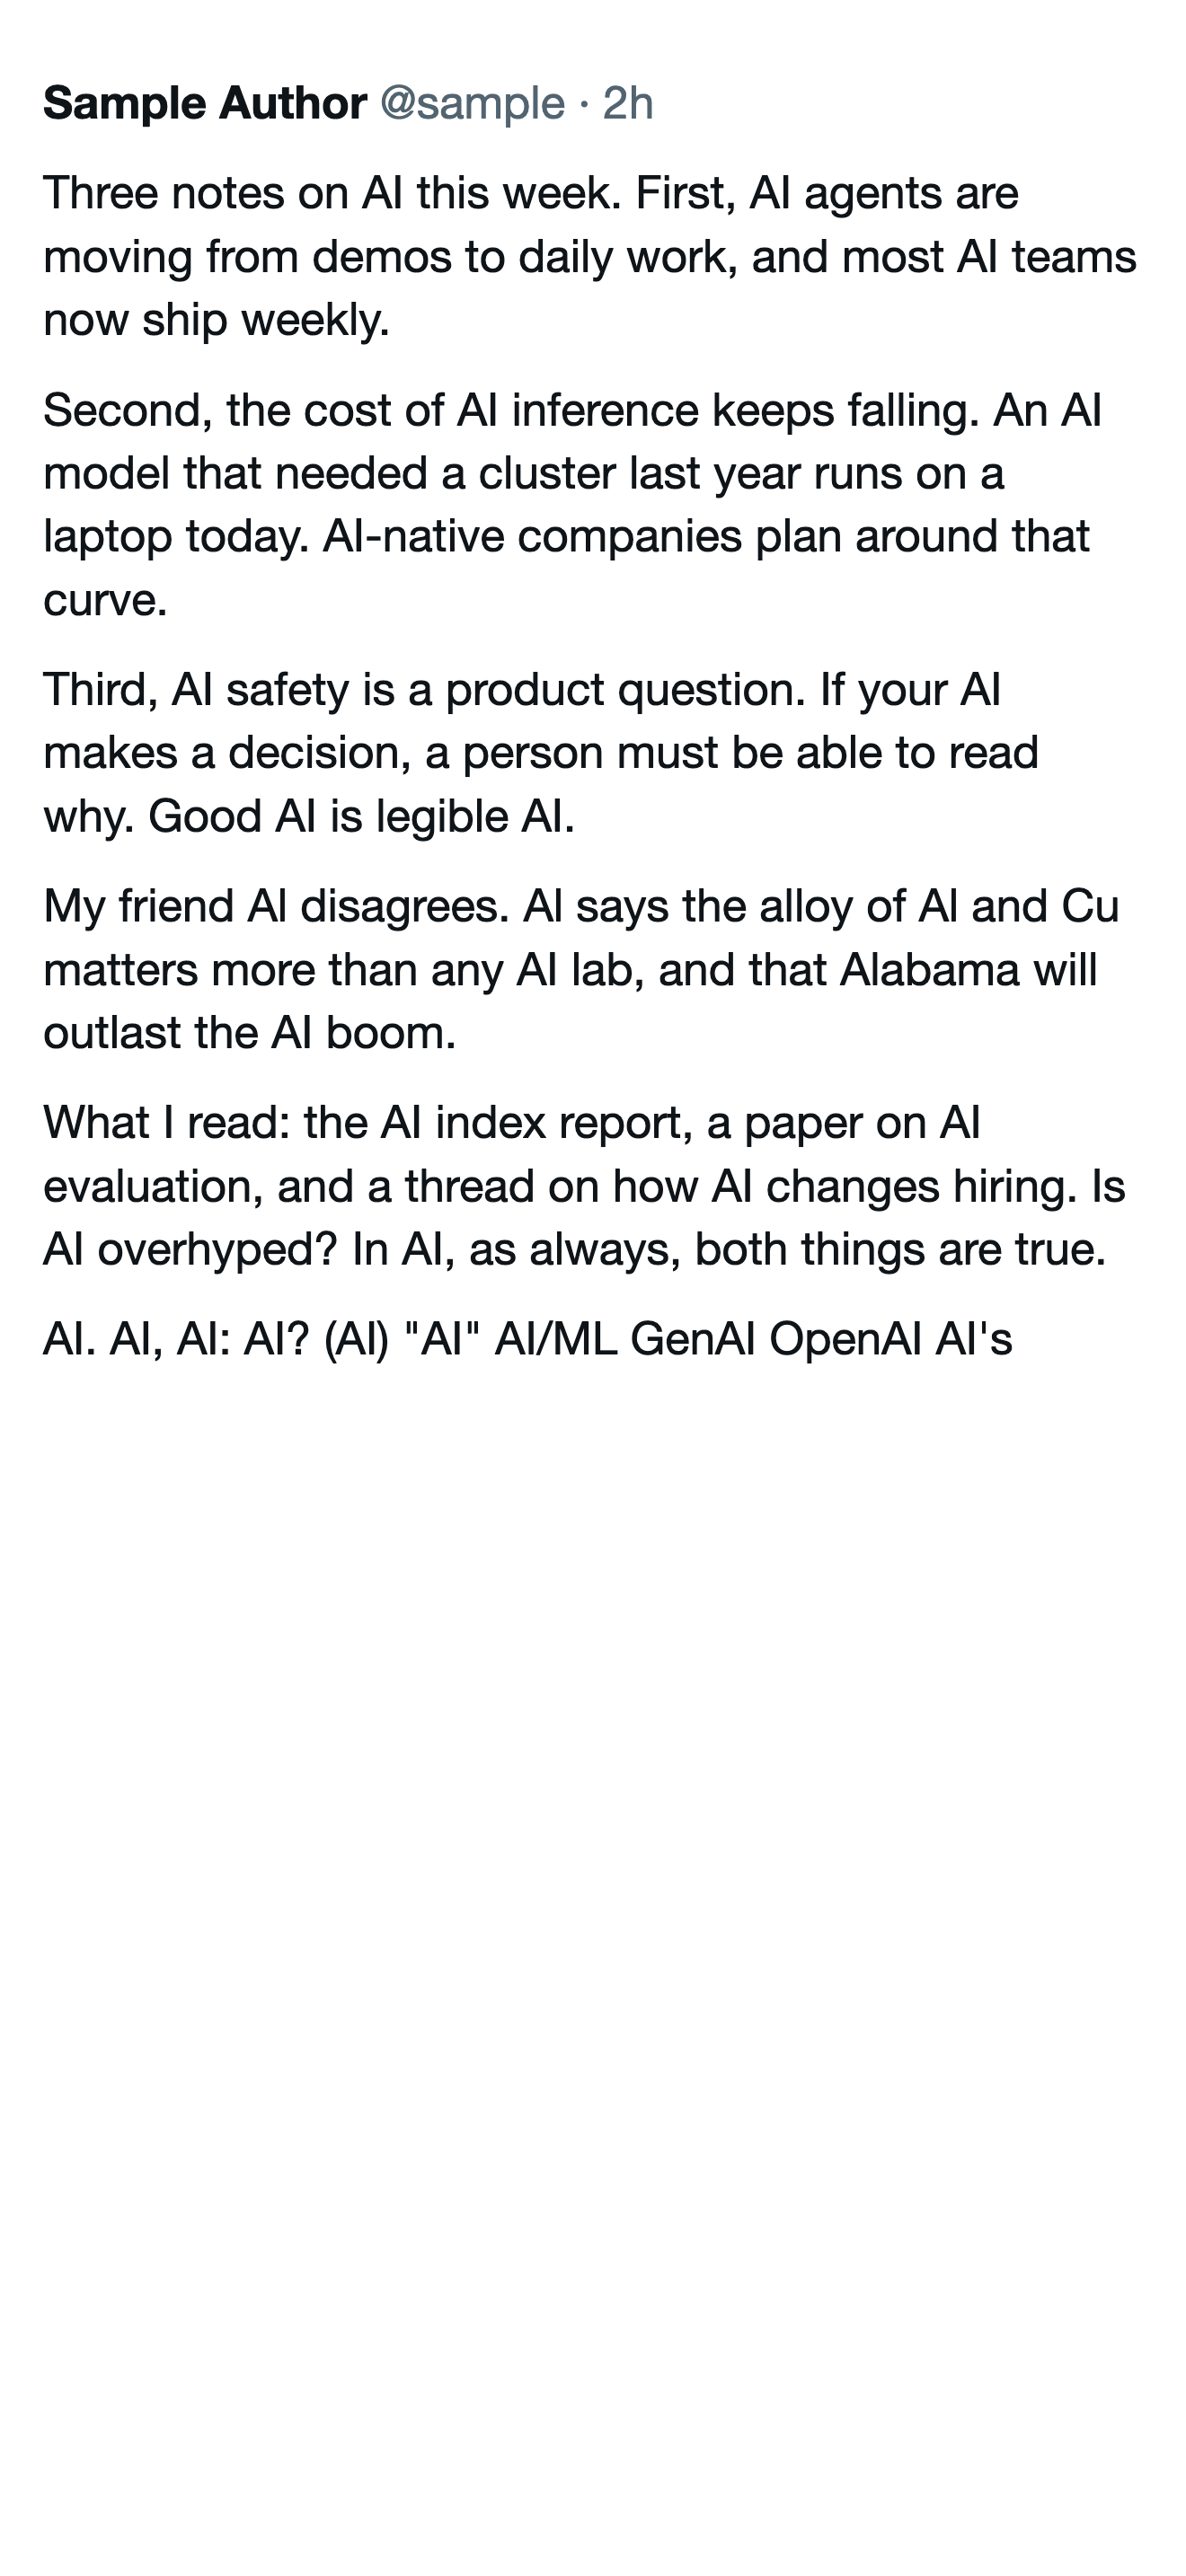 Sample Author @sample · 2h
Three notes on AI this week. First, AI agents are
moving from demos to daily work, and most AI teams
now ship weekly.
Second, the cost of AI inference keeps falling. An AI
model that needed a cluster last year runs on a
laptop today. AI-native companies plan around that
curve.
Third, AI safety is a product question. If your AI
makes a decision, a person must be able to read
why. Good AI is legible AI.
My friend Al disagrees. Al says the alloy of Al and Cu
matters more than any AI lab, and that Alabama will
outlast the AI boom.
What I read: the AI index report, a paper on AI
evaluation, and a thread on how AI changes hiring. Is
AI overhyped? In AI, as always, both things are true.
AI. AI, AI: AI? (AI) "AI" AI/ML GenAI OpenAI AI's